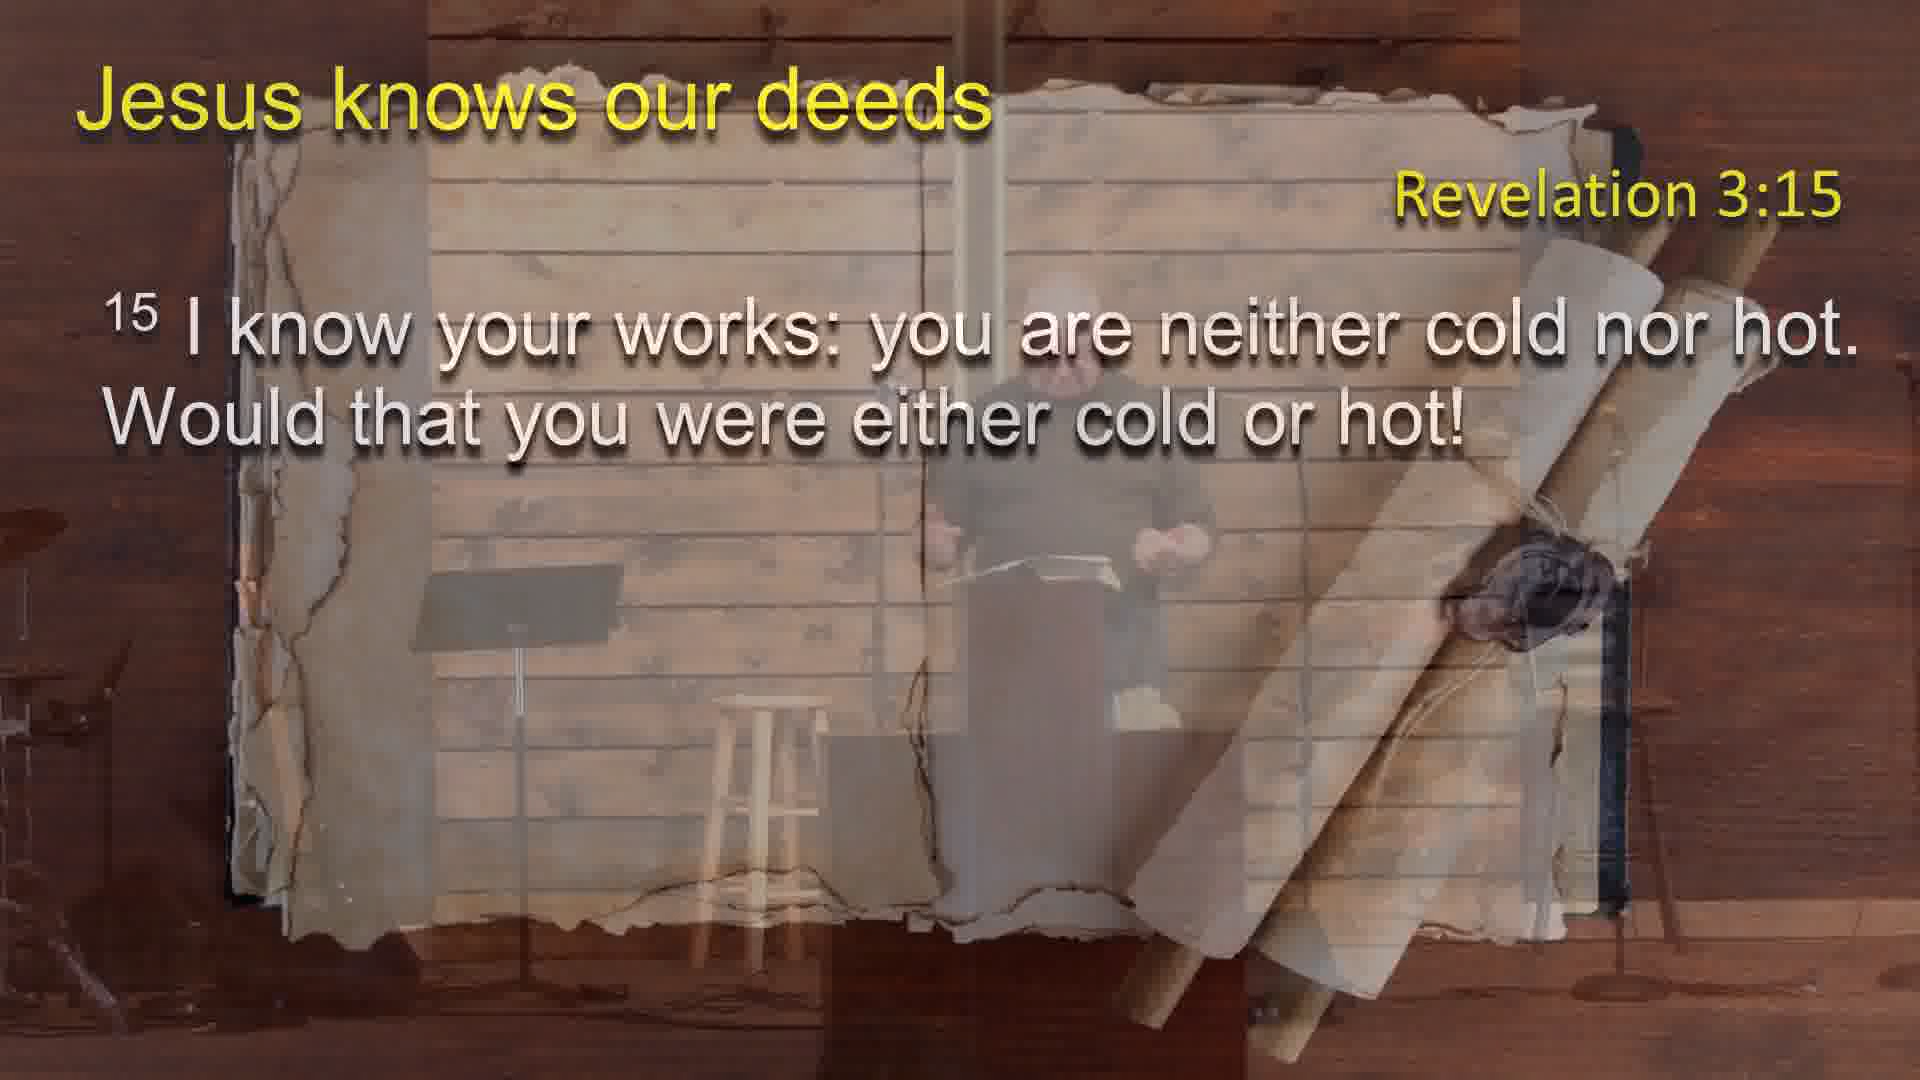 Jesus knows our deeds
Revelation 3:15
15 I know your works: you are neither cold nor hot.
Would that you were either cold or hot!